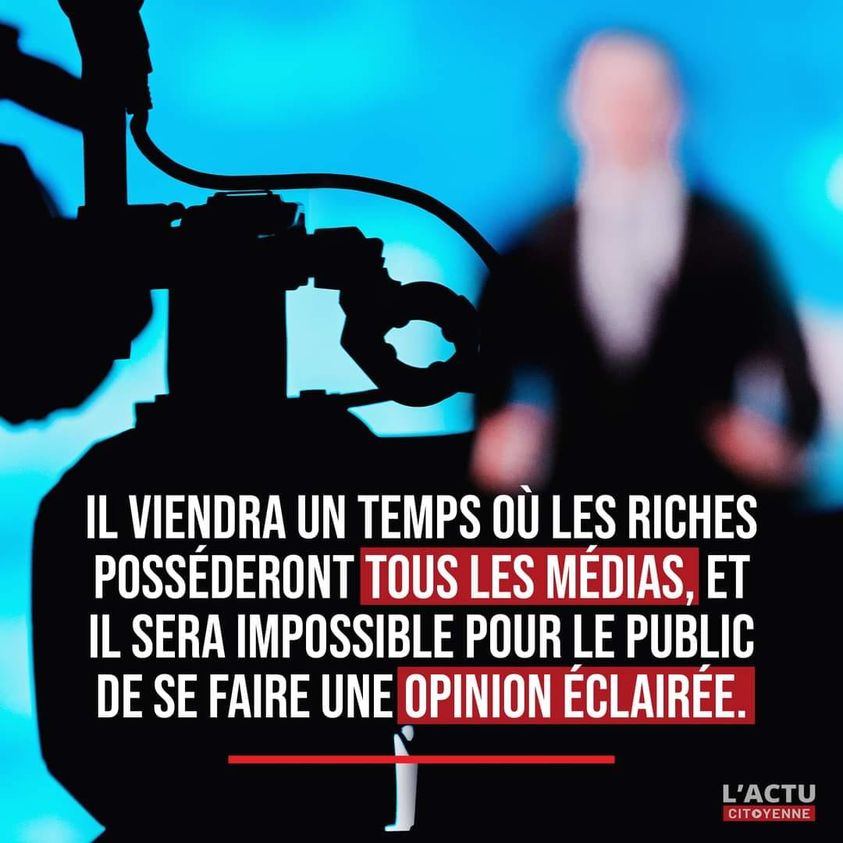 IL VIENDRA UN TEMPS OÙ LES RICHES
POSSÉDERONT TOUS LES MÉDIAS, ET
IL SERA IMPOSSIBLE POUR LE PUBLIC
DE SE FAIRE UNE OPINION ÉCLAIRÉE.
L'ACTU
CITOYENNE